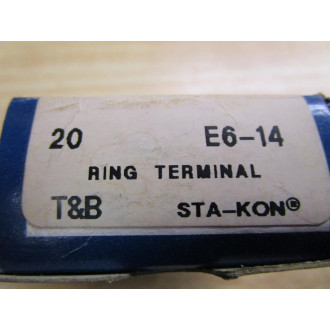 20 E6-14
RING TERMINAL
T&B STA-KON®